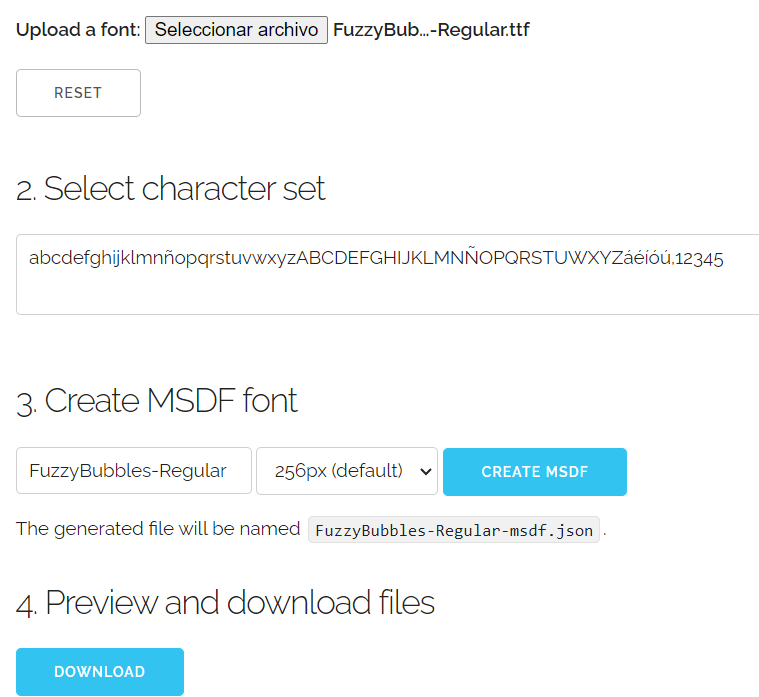 Upload a font: Seleccionar archivo FuzzyBub...-Regular.ttf
RESET
2. Select character set
abcdefghijklmnñopqrstuvwxyzABCDEFGHIJKLMNÑOPQRSTUWXYZáéíóú,12345
3. Create MSDF font
FuzzyBubbles-Regular 256px (default) CREATE MSDF
The generated file will be named FuzzyBubbles-Regular-msdf.json.
4. Preview and download files
DOWNLOAD